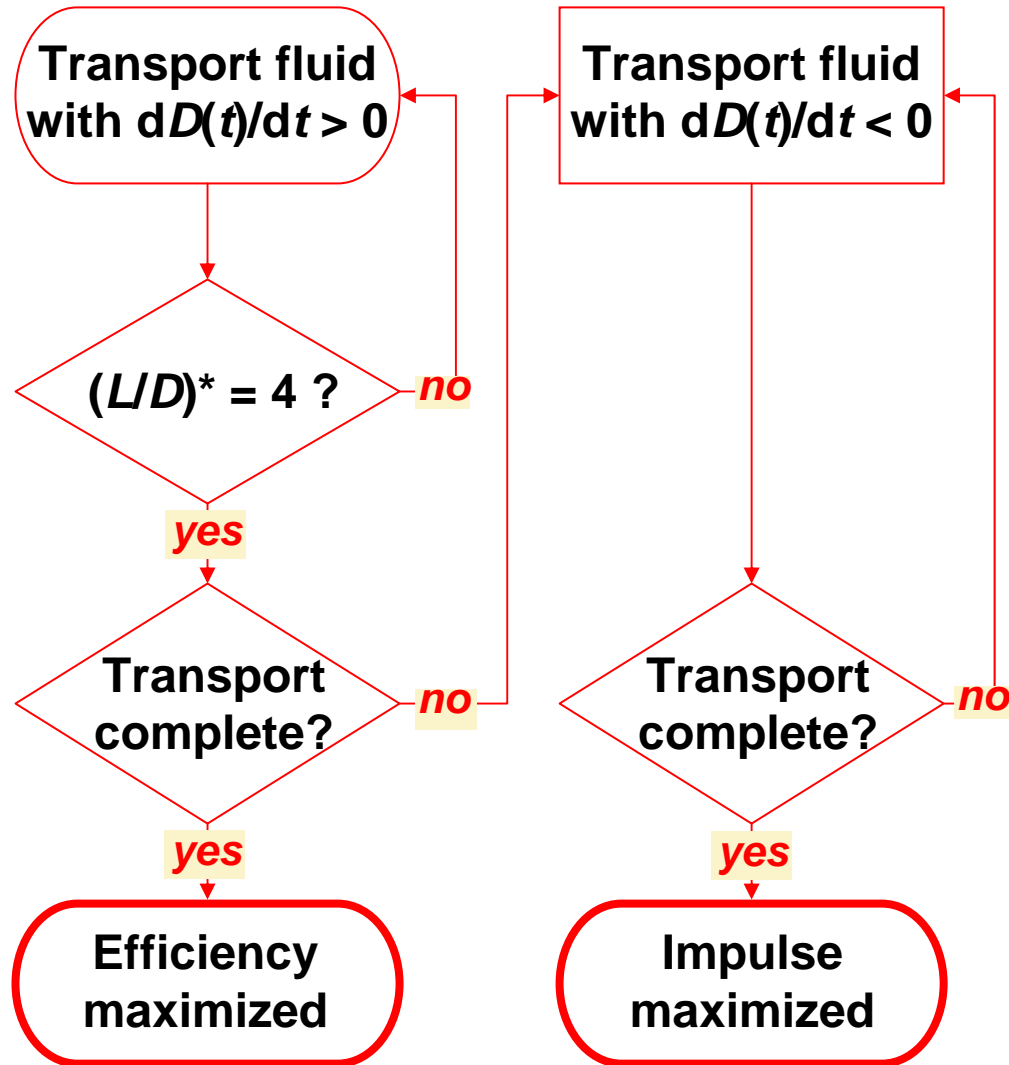 Transport fluid
with dD(t)/dt > 0
(L/D)* = 4 ?
no
yes
Transport
complete?
no
yes
Efficiency
maximized
Transport fluid
with dD(t)/dt < 0
Transport
complete?
no
yes
Impulse
maximized